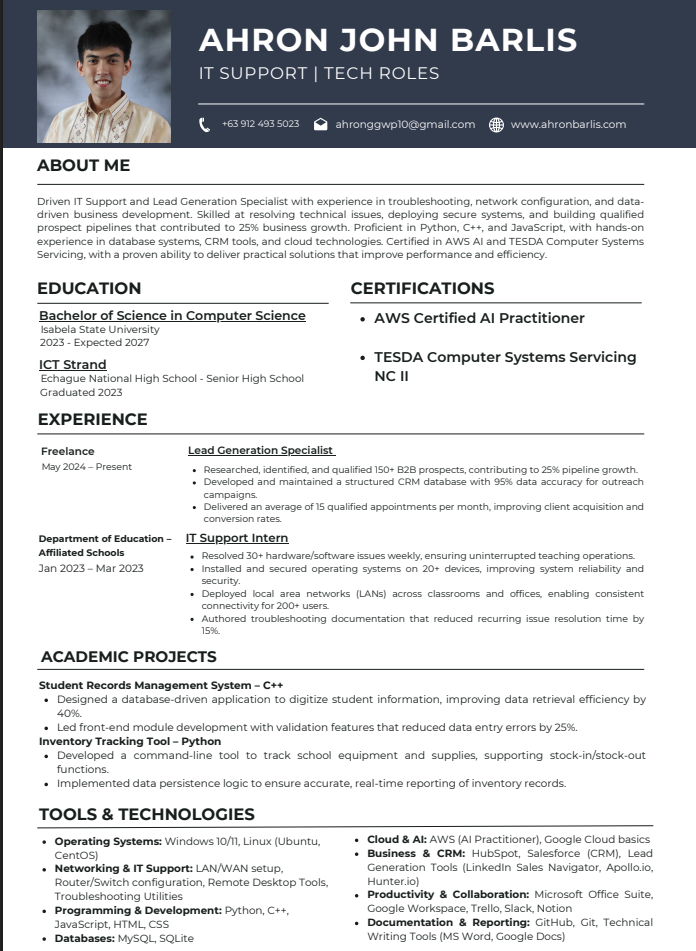 AHRON JOHN BARLIS
IT SUPPORT | TECH ROLES
+63 912 493 5023 ahronggwp10@gmail.com www.ahronbarlis.com
ABOUT ME
Driven IT Support and Lead Generation Specialist with experience in troubleshooting, network configuration, and data-
driven business development. Skilled at resolving technical issues, deploying secure systems, and building qualified
prospect pipelines that contributed to 25% business growth. Proficient in Python, C++, and JavaScript, with hands-on
experience in database systems, CRM tools, and cloud technologies. Certified in AWS AI and TESDA Computer Systems
Servicing, with a proven ability to deliver practical solutions that improve performance and efficiency.
EDUCATION
Bachelor of Science in Computer Science
Isabela State University
2023 - Expected 2027
ICT Strand
Echague National High School - Senior High School
Graduated 2023
CERTIFICATIONS
• AWS Certified AI Practitioner
• TESDA Computer Systems Servicing
NC II
EXPERIENCE
Freelance
May 2024 – Present
Lead Generation Specialist
• Researched, identified, and qualified 150+ B2B prospects, contributing to 25% pipeline growth.
• Developed and maintained a structured CRM database with 95% data accuracy for outreach
campaigns.
• Delivered an average of 15 qualified appointments per month, improving client acquisition and
conversion rates.
Department of Education –
Affiliated Schools
Jan 2023 – Mar 2023
IT Support Intern
• Resolved 30+ hardware/software issues weekly, ensuring uninterrupted teaching operations.
• Installed and secured operating systems on 20+ devices, improving system reliability and
security.
• Deployed local area networks (LANs) across classrooms and offices, enabling consistent
connectivity for 200+ users.
• Authored troubleshooting documentation that reduced recurring issue resolution time by
15%.
ACADEMIC PROJECTS
Student Records Management System – C++
• Designed a database-driven application to digitize student information, improving data retrieval efficiency by
40%.
• Led front-end module development with validation features that reduced data entry errors by 25%.
Inventory Tracking Tool – Python
• Developed a command-line tool to track school equipment and supplies, supporting stock-in/stock-out
functions.
• Implemented data persistence logic to ensure accurate, real-time reporting of inventory records.
TOOLS & TECHNOLOGIES
• Operating Systems: Windows 10/11, Linux (Ubuntu,
CentOS)
• Networking & IT Support: LAN/WAN setup,
Router/Switch configuration, Remote Desktop Tools,
Troubleshooting Utilities
• Programming & Development: Python, C++,
JavaScript, HTML, CSS
• Databases: MySQL, SQLite
• Cloud & AI: AWS (AI Practitioner), Google Cloud basics
• Business & CRM: HubSpot, Salesforce (CRM), Lead
Generation Tools (LinkedIn Sales Navigator, Apollo.io,
Hunter.io)
• Productivity & Collaboration: Microsoft Office Suite,
Google Workspace, Trello, Slack, Notion
• Documentation & Reporting: GitHub, Git, Technical
Writing Tools (MS Word, Google Docs)